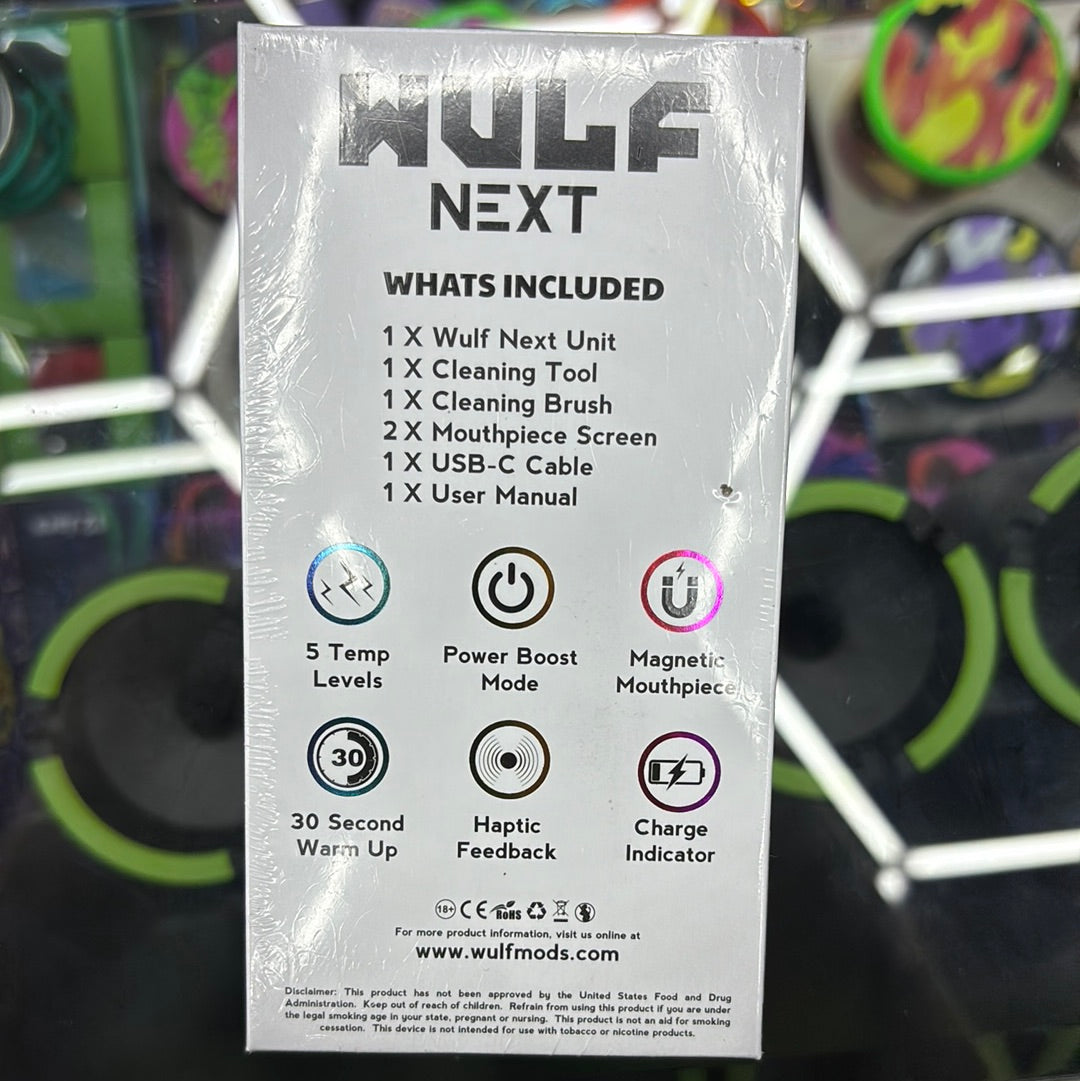 WULF
NEXT
WHATS INCLUDED
1 X Wulf Next Unit
1 X Cleaning Tool
1 X Cleaning Brush
2 X Mouthpiece Screen
1 X USB-C Cable
1 X User Manual
5 Temp
Levels
Power Boost
Mode
Magnetic
Mouthpiece
30
30 Second
Warm Up
Haptic
Feedback
Charge
Indicator
18+ CE RoHS
For more product information, visit us online at
www.wulfmods.com
Disclaimer: This product has not been approved by the United States Food and Drug
Administration. Keep out of reach of children. Refrain from using this product if you are under
the legal smoking age in your state, pregnant or nursing. This product is not an aid for smoking
cessation. This device is not intended for use with tobacco or nicotine products.